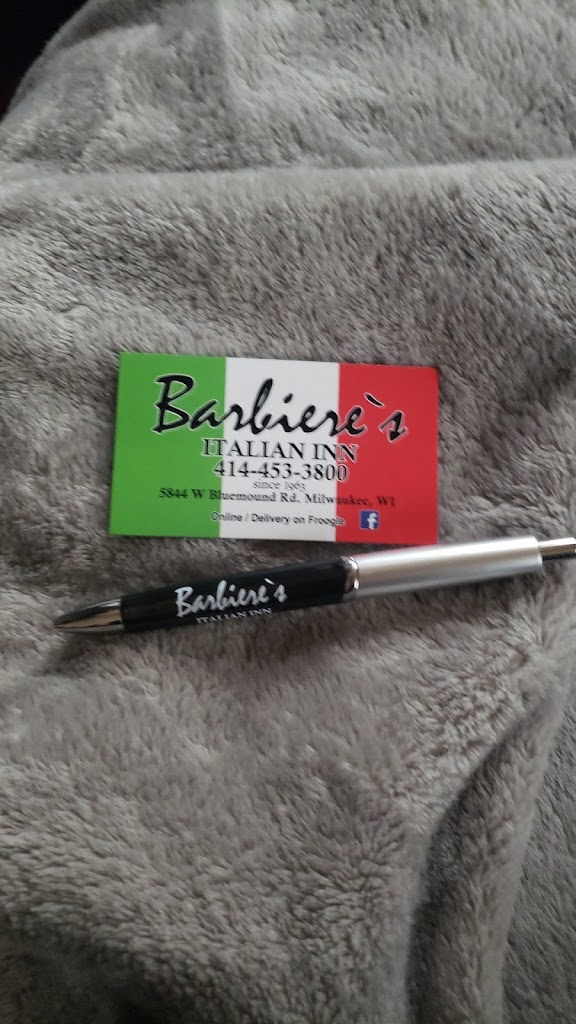 Barbiere`s
ITALIAN INN
414-453-3800
since 1963
5844 W Bluemound Rd. Milwaukee, WI
Online / Delivery on Froogle f
Barbiere`s
ITALIAN INN